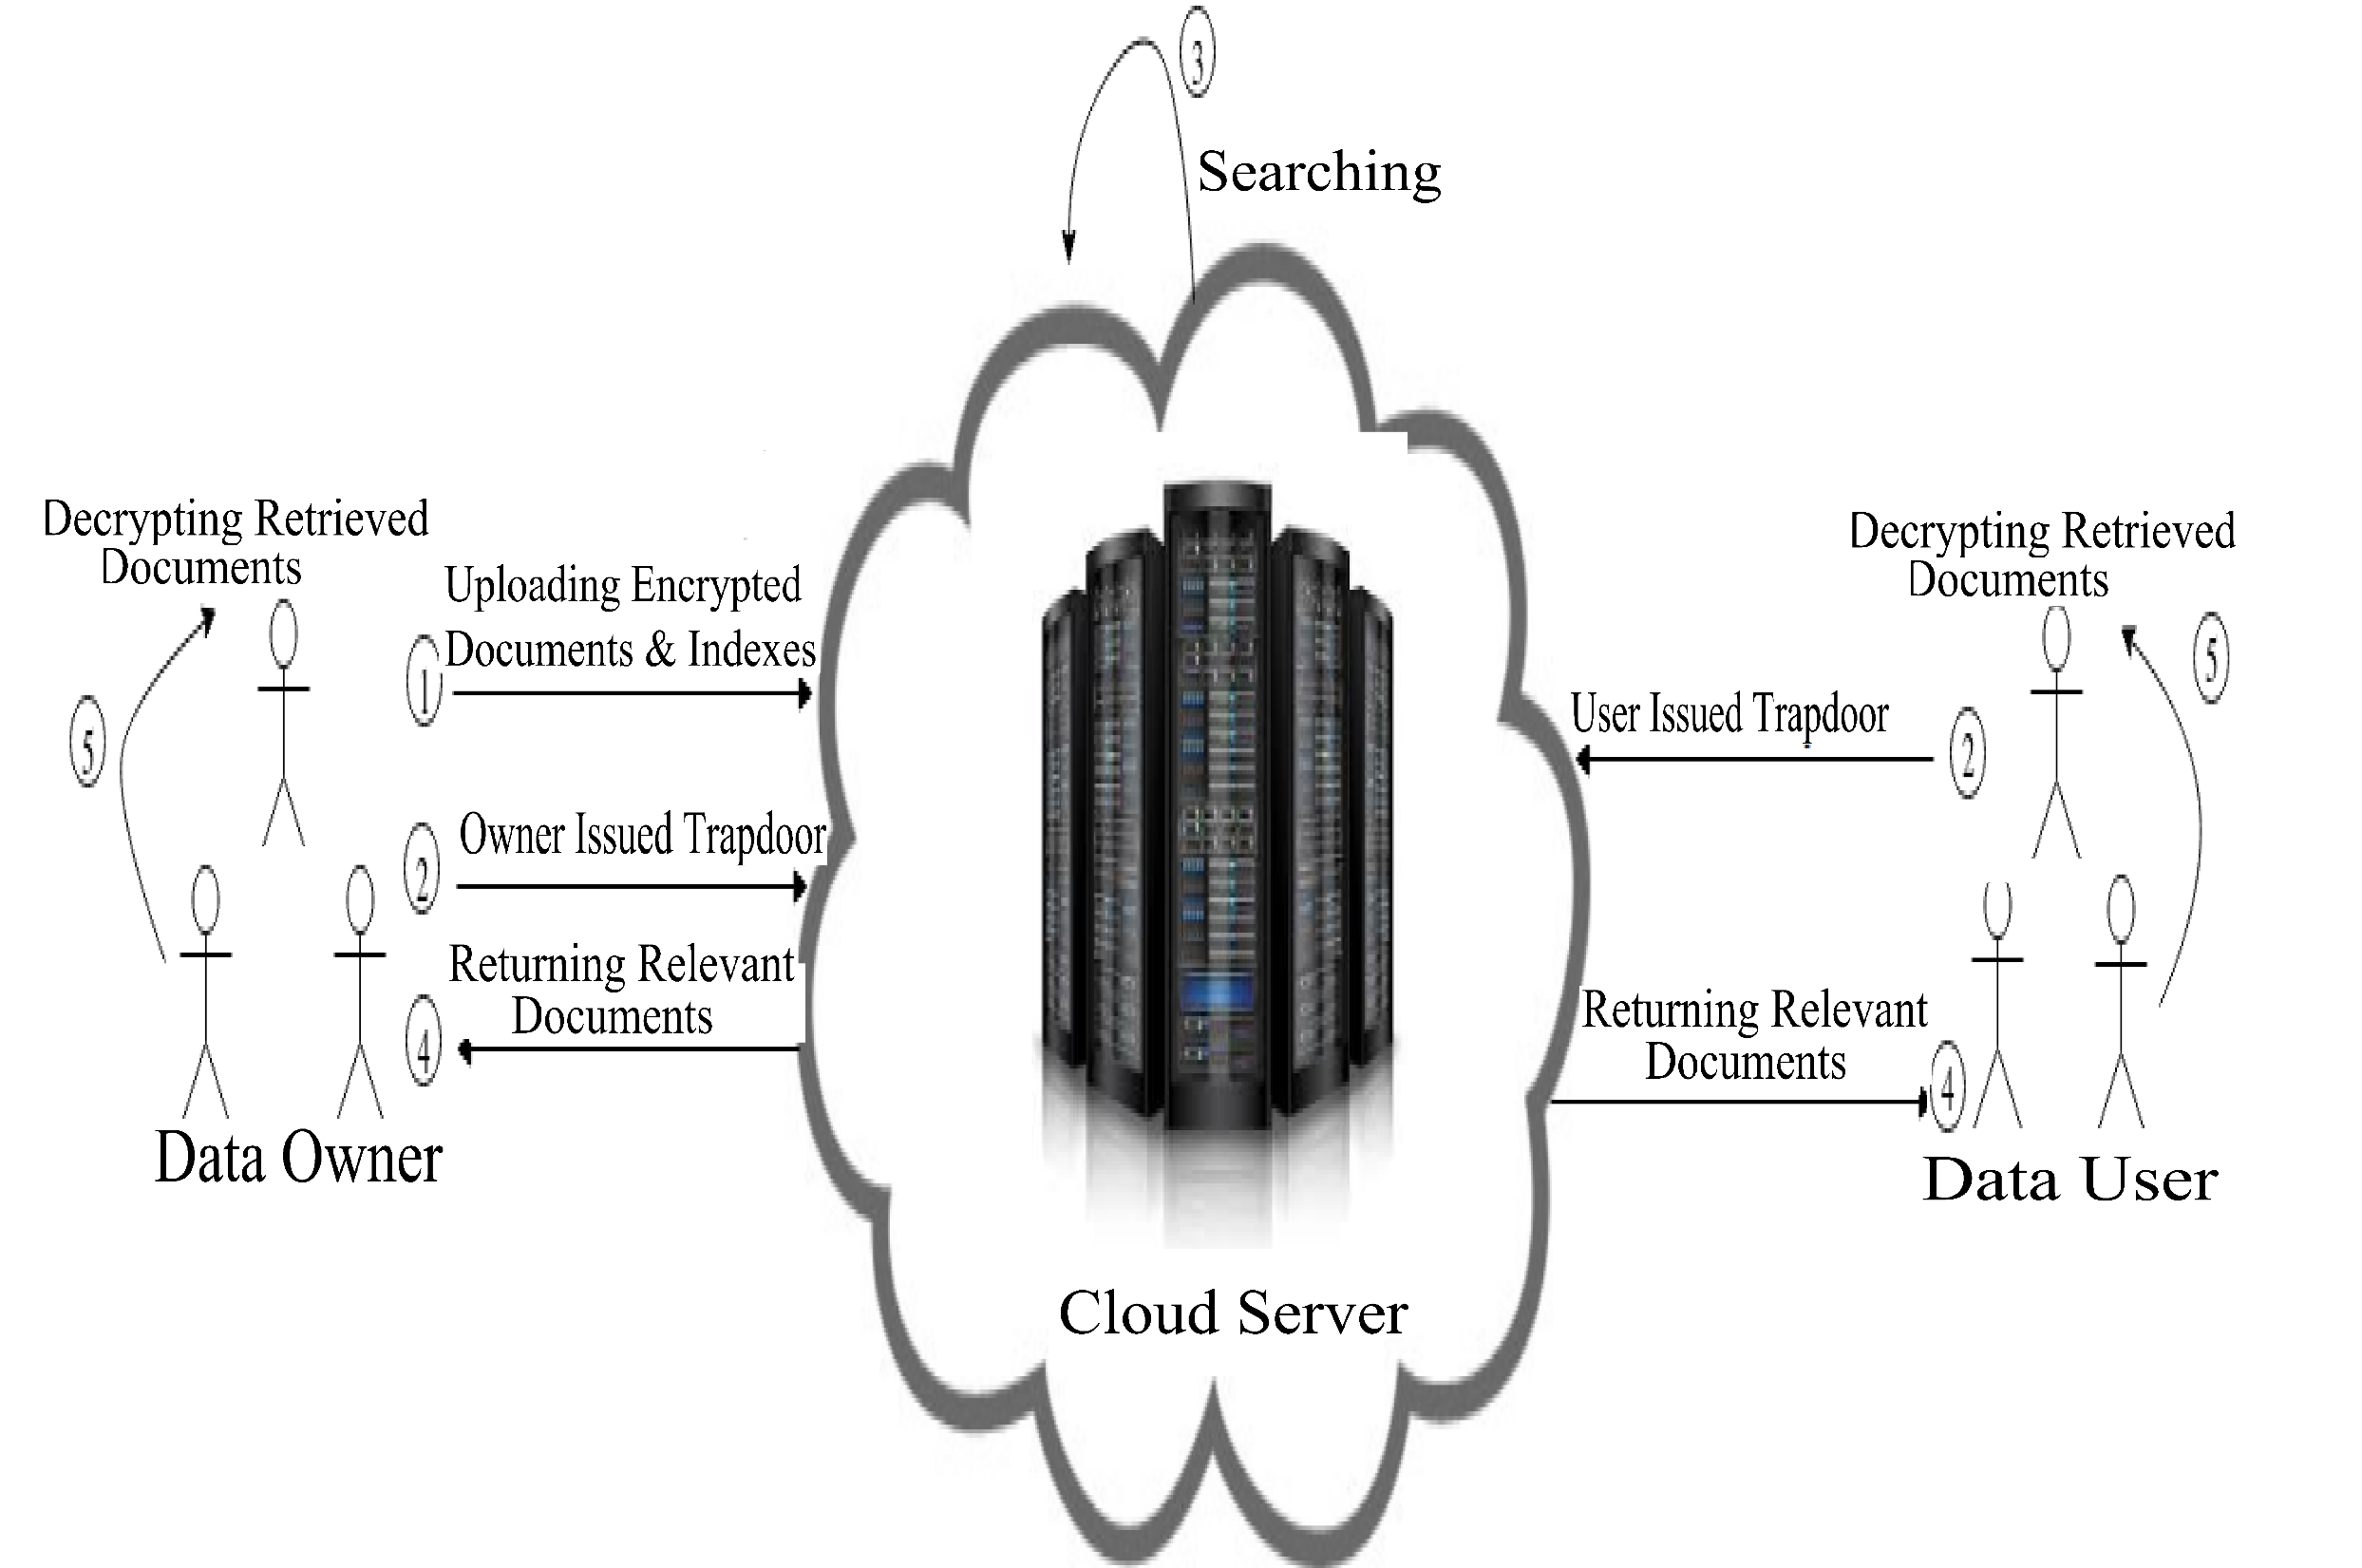 3
Searching
Decrypting Retrieved
Documents
5
1
Uploading Encrypted
Documents & Indexes
2
Owner Issued Trapdoor
Returning Relevant
Documents
4
Data Owner
Cloud Server
Decrypting Retrieved
Documents
5
User Issued Trapdoor
2
Returning Relevant
Documents
4
Data User